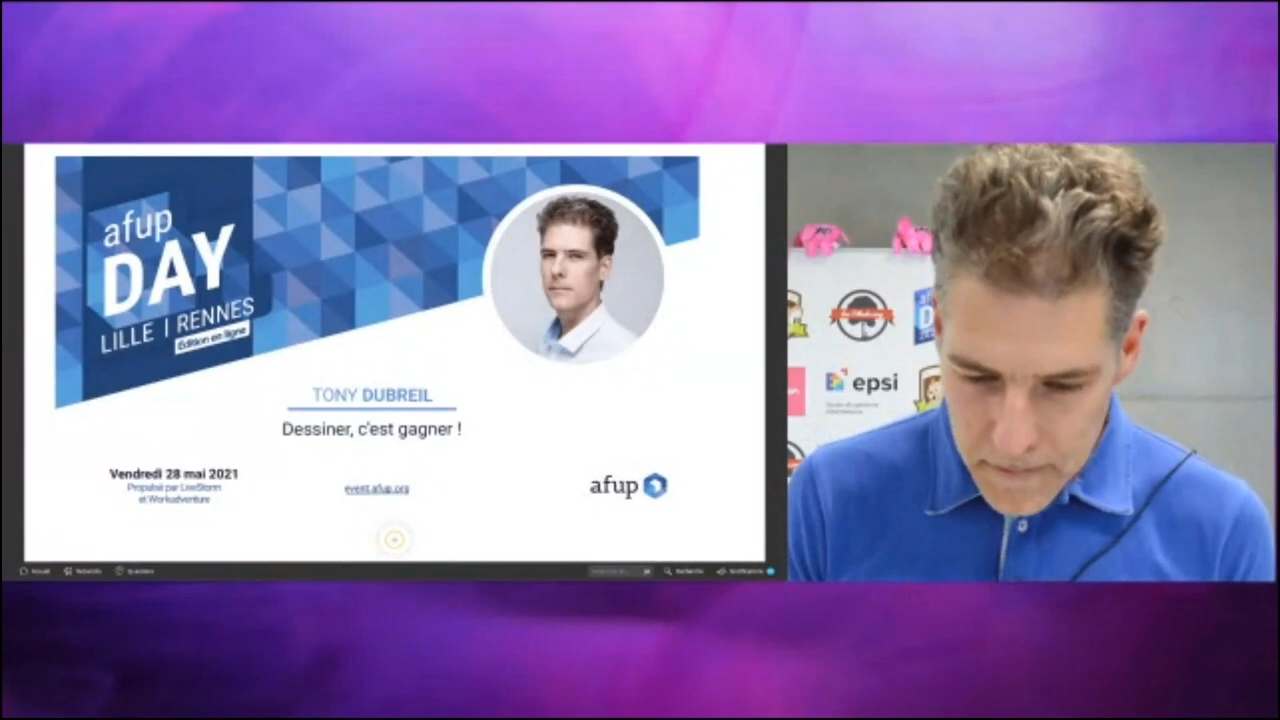 afup
DAY
LILLE | RENNES
Édition en ligne
TONY DUBREIL
Dessiner, c'est gagner !
Vendredi 28 mai 2021
Propulsé par LiveStorm
et Workadventure
event.afup.org
afup
epsi